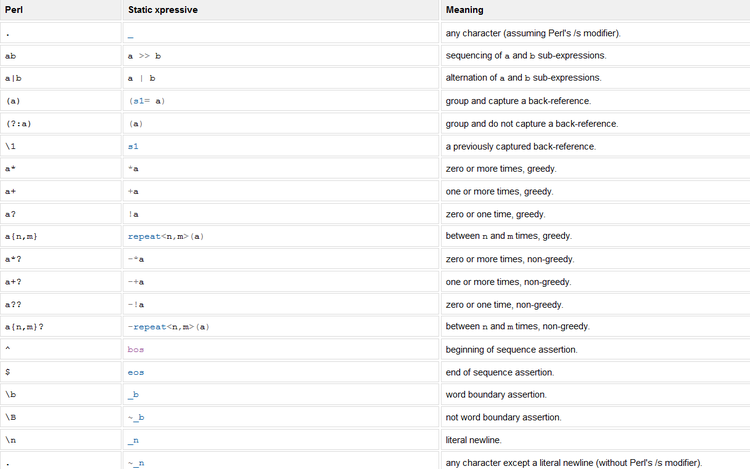 Perl Static xpressive Meaning
. _ any character (assuming Perl's /s modifier).
ab a >> b sequencing of a and b sub-expressions.
a|b a | b alternation of a and b sub-expressions.
(a) (s1= a) group and capture a back-reference.
(?:a) (a) group and do not capture a back-reference.
\1 s1 a previously captured back-reference.
a* *a zero or more times, greedy.
a+ +a one or more times, greedy.
a? !a zero or one time, greedy.
a{n,m} repeat<n,m>(a) between n and m times, greedy.
a*? -*a zero or more times, non-greedy.
a+? -+a one or more times, non-greedy.
a?? -!a zero or one time, non-greedy.
a{n,m}? -repeat<n,m>(a) between n and m times, non-greedy.
^ bos beginning of sequence assertion.
$ eos end of sequence assertion.
\b _b word boundary assertion.
\B ~_b not word boundary assertion.
\n _n literal newline.
. ~_n any character except a literal newline (without Perl's /s modifier).